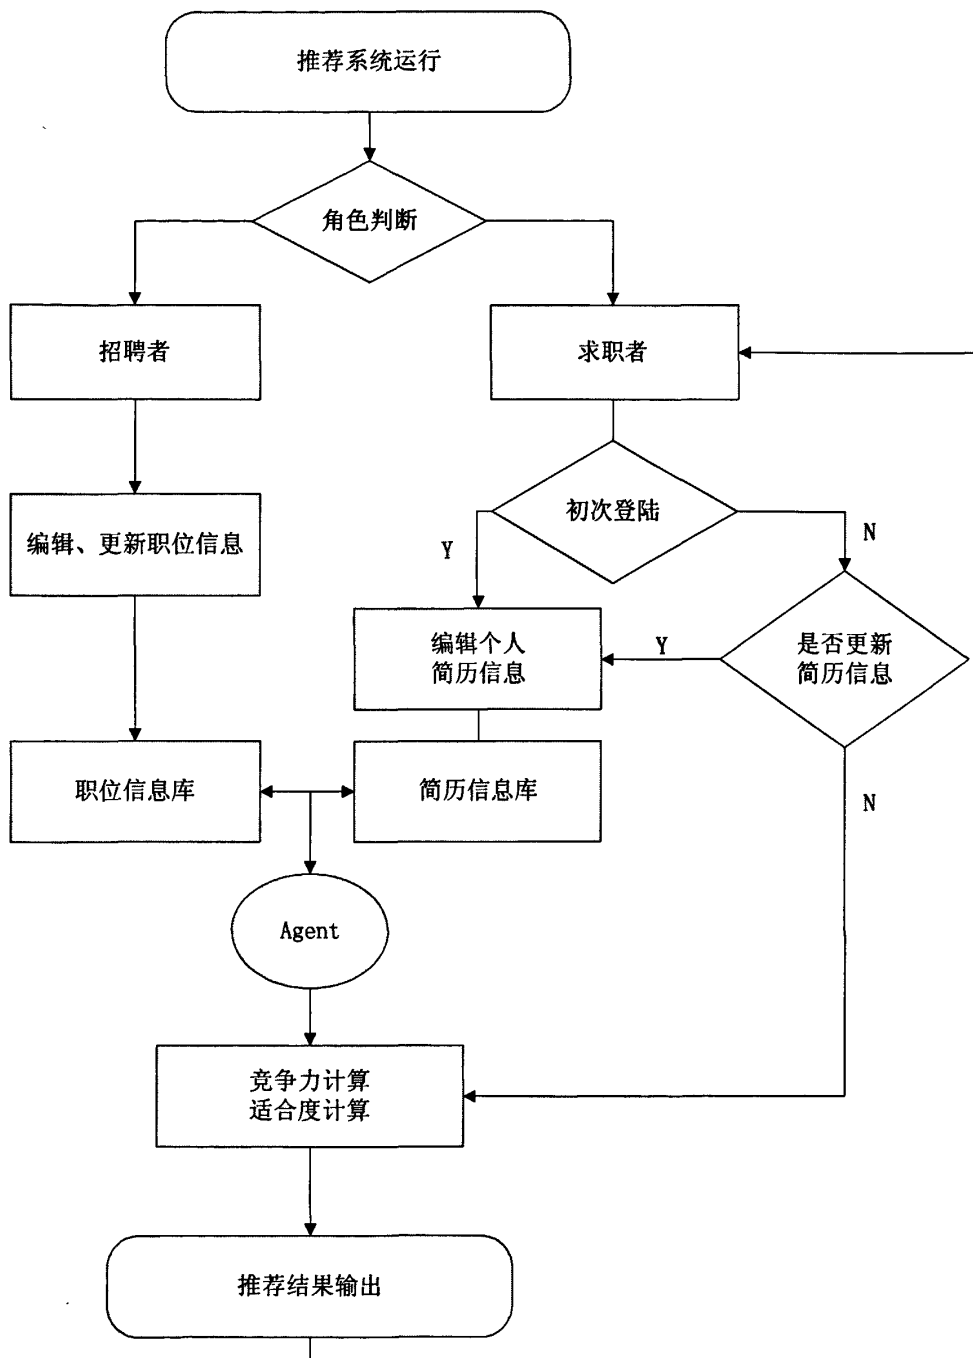 推荐系统运行
角色判断
招聘者
求职者
初次登陆
Y
N
编辑、更新职位信息
编辑个人
简历信息
Y
是否更新
简历信息
职位信息库
简历信息库
N
Agent
竞争力计算
适合度计算
推荐结果输出